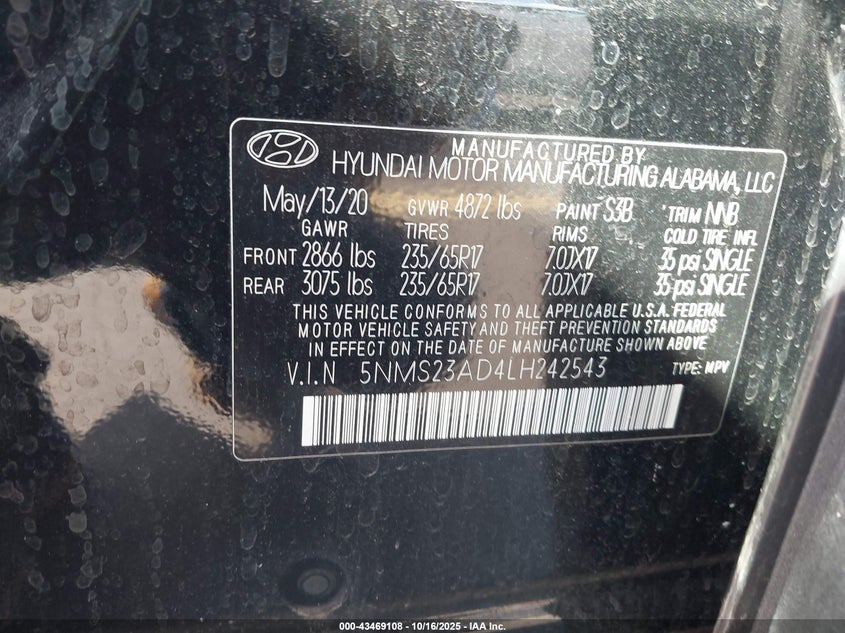 MANUFACTURED BY
HYUNDAI MOTOR MANUFACTURING ALABAMA, LLC
May/13/20 GVWR 4872 lbs PAINT S3B TRIM NNB
GAWR TIRES RIMS COLD TIRE INFL
FRONT 2866 lbs 235/65R17 7.0JX17 35 psi SINGLE
REAR 3075 lbs 235/65R17 7.0JX17 35 psi SINGLE
THIS VEHICLE CONFORMS TO ALL APPLICABLE U.S.A. FEDERAL
MOTOR VEHICLE SAFETY AND THEFT PREVENTION STANDARDS
IN EFFECT ON THE DATE OF MANUFACTURE SHOWN ABOVE
V.I.N 5NMS23AD4LH242543 TYPE: MPV
000-43469108 - 10/16/2025 - IAA Inc.